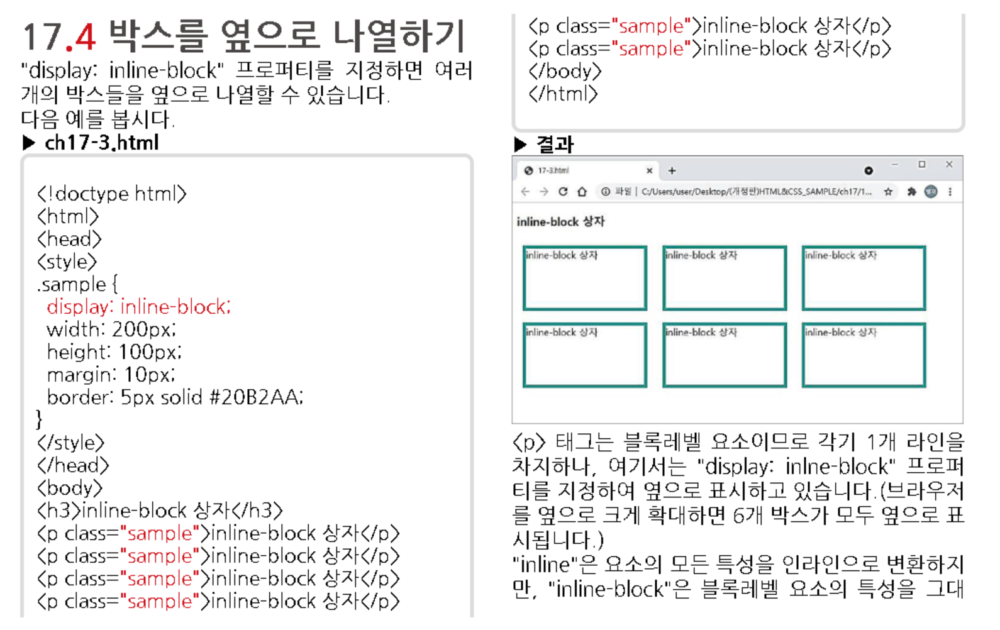 17.4 박스를 옆으로 나열하기
"display: inline-block" 프로퍼티를 지정하면 여러
개의 박스들을 옆으로 나열할 수 있습니다.
다음 예를 봅시다.
▶ ch17-3.html
<!doctype html>
<html>
<head>
<style>
.sample {
display: inline-block;
width: 200px;
height: 100px;
margin: 10px;
border: 5px solid #20B2AA;
}
</style>
</head>
<body>
<h3>inline-block 상자</h3>
<p class="sample">inline-block 상자</p>
<p class="sample">inline-block 상자</p>
<p class="sample">inline-block 상자</p>
<p class="sample">inline-block 상자</p>
<p class="sample">inline-block 상자</p>
<p class="sample">inline-block 상자</p>
</body>
</html>
▶ 결과
17-3.html
파일 | C:/Users/user/Desktop/(개정판)HTML&CSS_SAMPLE/ch17/1...
inline-block 상자
inline-block 상자 inline-block 상자 inline-block 상자
inline-block 상자 inline-block 상자 inline-block 상자
<p> 태그는 블록레벨 요소이므로 각기 1개 라인을
차지하나, 여기서는 "display: inlne-block" 프로퍼
티를 지정하여 옆으로 표시하고 있습니다.(브라우저
를 옆으로 크게 확대하면 6개 박스가 모두 옆으로 표
시됩니다.)
"inline"은 요소의 모든 특성을 인라인으로 변환하지
만, "inline-block"은 블록레벨 요소의 특성을 그대